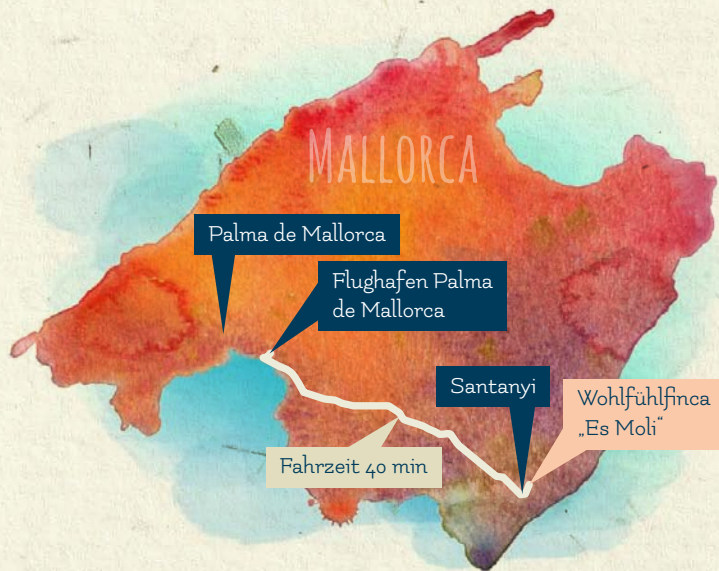 MALLORCA
Palma de Mallorca
Flughafen Palma
de Mallorca
Santanyi
Wohlfühlfinca
„Es Moli“
Fahrzeit 40 min